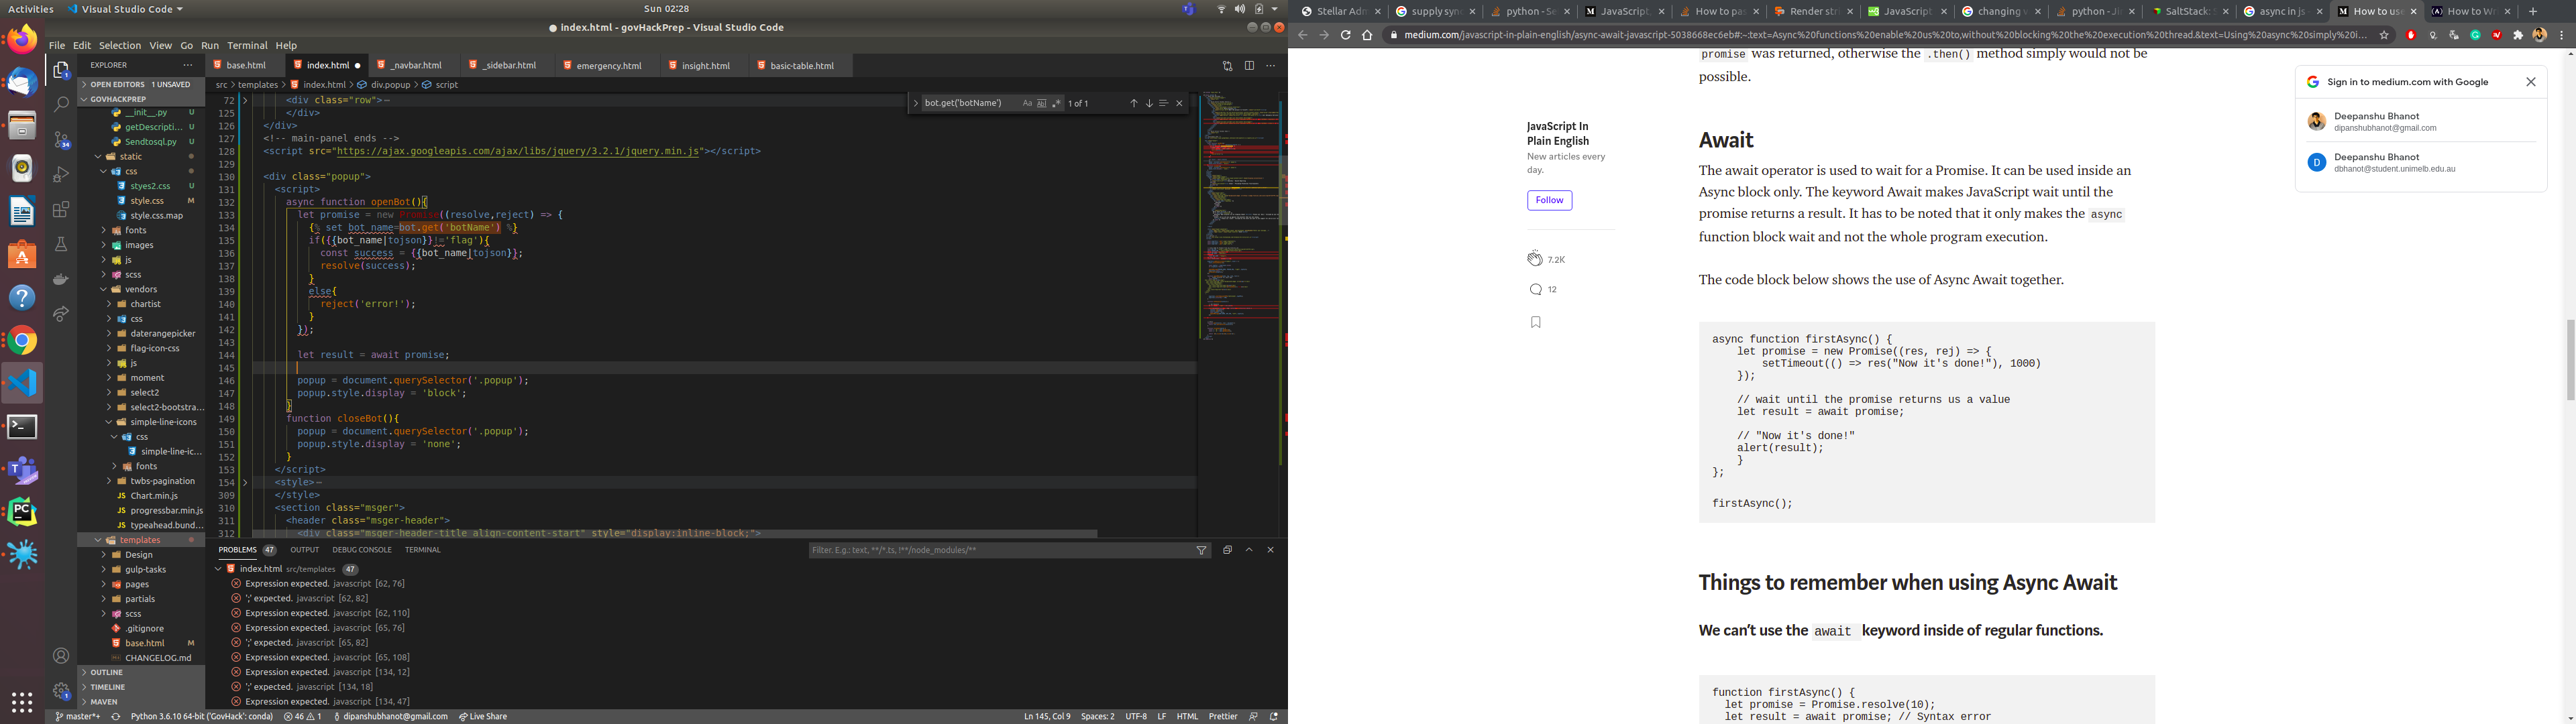 Activities
Visual Studio Code
Sun 02:28
index.html - govHackPrep - Visual Studio Code
File Edit Selection View Go Run Terminal Help
EXPLORER
OPEN EDITORS 1 UNSAVED
GOVHACKPREP
__init__.py U
getDescripti... U
Sendtosql.py U
static
css
styes2.css U
style.css M
style.css.map
fonts
images
js
scss
vendors
chartist
css
daterangepicker
flag-icon-css
js
moment
select2
select2-bootstra...
simple-line-icons
css
simple-line-ic...
fonts
twbs-pagination
Chart.min.js
progressbar.min.js
typeahead.bund...
templates
Design
gulp-tasks
pages
partials
scss
.gitignore
base.html M
CHANGELOG.md
OUTLINE
TIMELINE
MAVEN
base.html index.html _navbar.html _sidebar.html emergency.html insight.html basic-table.html
src > templates > index.html > div.popup > script
bot.get('botName') 1 of 1
72 <div class="row">
125 </div>
126 </div>
127 <!-- main-panel ends -->
128 <script src="https://ajax.googleapis.com/ajax/libs/jquery/3.2.1/jquery.min.js"></script>
129
130 <div class="popup">
131 <script>
132 async function openBot(){
133 let promise = new Promise((resolve,reject) => {
134 {% set bot_name=bot.get('botName') %}
135 if({{bot_name|tojson}}!='flag'){
136 const success = {{bot_name|tojson}};
137 resolve(success);
138 }
139 else{
140 reject('error!');
141 }
142 });
143
144 let result = await promise;
145
146 popup = document.querySelector('.popup');
147 popup.style.display = 'block';
148 }
149 function closeBot(){
150 popup = document.querySelector('.popup');
151 popup.style.display = 'none';
152 }
153 </script>
154 <style>
309 </style>
310 <section class="msger">
311 <header class="msger-header">
312 <div class="msger-header-title align-content-start" style="display:inline-block;">
PROBLEMS 47 OUTPUT DEBUG CONSOLE TERMINAL
Filter. E.g.: text, **/*.ts, !**/node_modules/**
index.html src/templates 47
Expression expected. javascript [62, 76]
';' expected. javascript [62, 82]
Expression expected. javascript [62, 110]
Expression expected. javascript [65, 76]
';' expected. javascript [65, 82]
Expression expected. javascript [65, 108]
Expression expected. javascript [134, 12]
';' expected. javascript [134, 18]
Expression expected. javascript [134, 47]
master*+ Python 3.6.10 64-bit ('GovHack': conda) 46 1 dipanshubhanot@gmail.com Live Share
Ln 145, Col 9 Spaces: 2 UTF-8 LF HTML Prettier
Stellar Adm supply sync python - Se JavaScript How to pas Render stri JavaScript changing v python - Ji SaltStack: S async in js How to use How to Wri
medium.com/javascript-in-plain-english/async-await-javascript-5038668ec6eb#:~:text=Async%20functions%20enable%20us%20to,without%20blocking%20the%20execution%20thread.&text=Using%20async%20simply%20i...
promise was returned, otherwise the .then() method simply would not be
possible.
JavaScript In
Plain English
New articles every
day.
Follow
7.2K
12
Await
The await operator is used to wait for a Promise. It can be used inside an
Async block only. The keyword Await makes JavaScript wait until the
promise returns a result. It has to be noted that it only makes the async
function block wait and not the whole program execution.
The code block below shows the use of Async Await together.
async function firstAsync() {
let promise = new Promise((res, rej) => {
setTimeout(() => res("Now it's done!"), 1000)
});
// wait until the promise returns us a value
let result = await promise;
// "Now it's done!"
alert(result);
}
};
firstAsync();
Things to remember when using Async Await
We can't use the await keyword inside of regular functions.
function firstAsync() {
let promise = Promise.resolve(10);
let result = await promise; // Syntax error
Sign in to medium.com with Google
Deepanshu Bhanot
dipanshubhanot@gmail.com
Deepanshu Bhanot
dbhanot@student.unimelb.edu.au